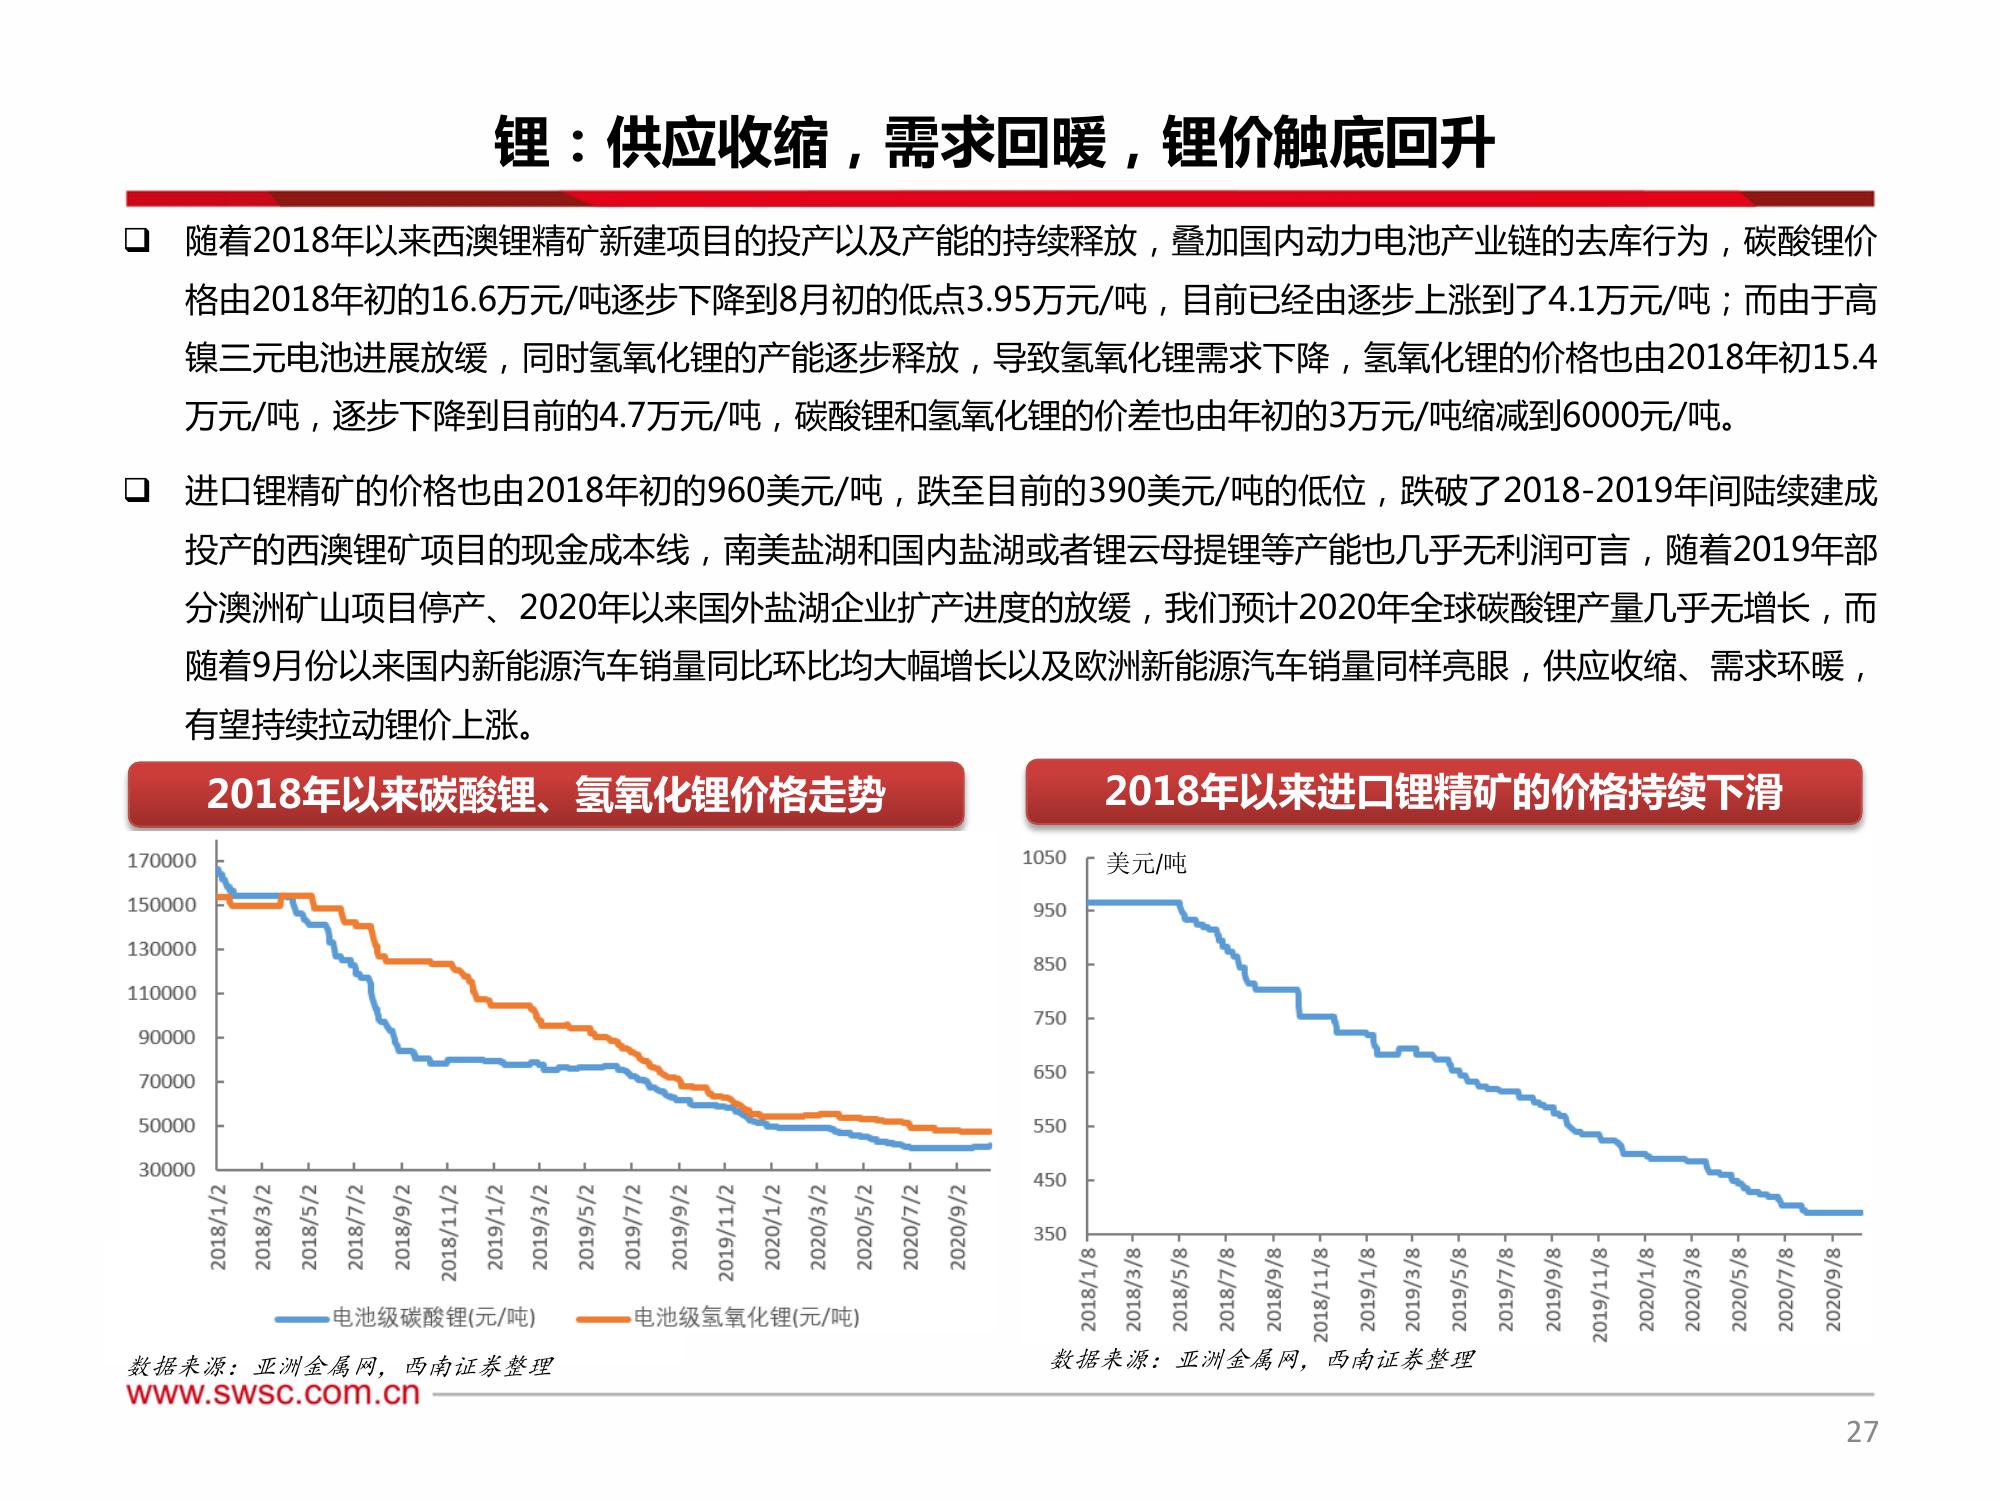 锂：供应收缩，需求回暖，锂价触底回升
❑ 随着2018年以来西澳锂精矿新建项目的投产以及产能的持续释放，叠加国内动力电池产业链的去库行为，碳酸锂价
格由2018年初的16.6万元/吨逐步下降到8月初的低点3.95万元/吨，目前已经由逐步上涨到了4.1万元/吨；而由于高
镍三元电池进展放缓，同时氢氧化锂的产能逐步释放，导致氢氧化锂需求下降，氢氧化锂的价格也由2018年初15.4
万元/吨，逐步下降到目前的4.7万元/吨，碳酸锂和氢氧化锂的价差也由年初的3万元/吨缩减到6000元/吨。
❑ 进口锂精矿的价格也由2018年初的960美元/吨，跌至目前的390美元/吨的低位，跌破了2018-2019年间陆续建成
投产的西澳锂矿项目的现金成本线，南美盐湖和国内盐湖或者锂云母提锂等产能也几乎无利润可言，随着2019年部
分澳洲矿山项目停产、2020年以来国外盐湖企业扩产进度的放缓，我们预计2020年全球碳酸锂产量几乎无增长，而
随着9月份以来国内新能源汽车销量同比环比均大幅增长以及欧洲新能源汽车销量同样亮眼，供应收缩、需求环暖，
有望持续拉动锂价上涨。
2018年以来碳酸锂、氢氧化锂价格走势
170000
150000
130000
110000
90000
70000
50000
30000
2018/1/2
2018/3/2
2018/5/2
2018/7/2
2018/9/2
2018/11/2
2019/1/2
2019/3/2
2019/5/2
2019/7/2
2019/9/2
2019/11/2
2020/1/2
2020/3/2
2020/5/2
2020/7/2
2020/9/2
电池级碳酸锂(元/吨)
电池级氢氧化锂(元/吨)
数据来源：亚洲金属网，西南证券整理
2018年以来进口锂精矿的价格持续下滑
美元/吨
1050
950
850
750
650
550
450
350
2018/1/8
2018/3/8
2018/5/8
2018/7/8
2018/9/8
2018/11/8
2019/1/8
2019/3/8
2019/5/8
2019/7/8
2019/9/8
2019/11/8
2020/1/8
2020/3/8
2020/5/8
2020/7/8
2020/9/8
数据来源：亚洲金属网，西南证券整理
www.swsc.com.cn
27